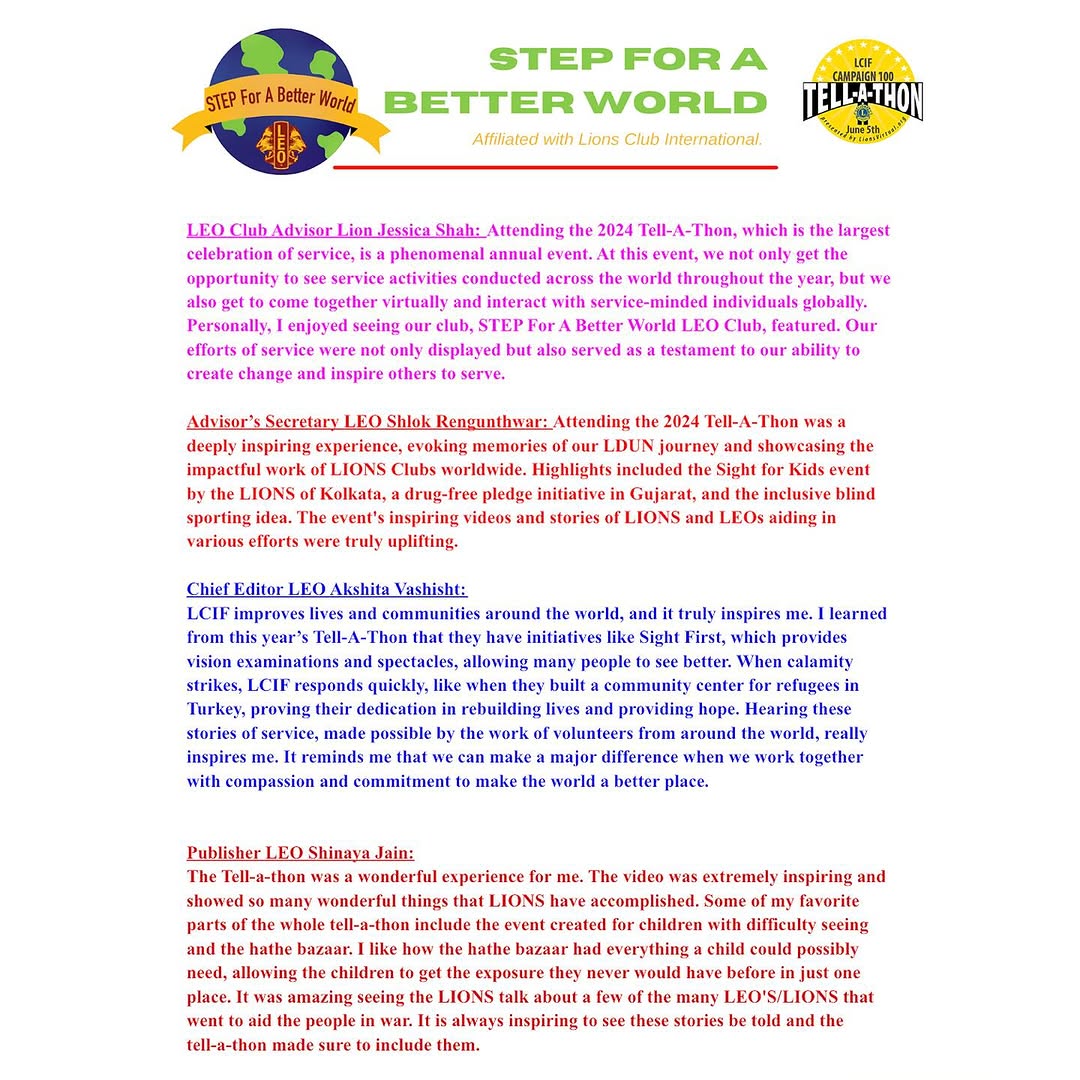 STEP FOR A
BETTER WORLD
Affiliated with Lions Club International.
STEP For A Better World
LEO
LCIF
CAMPAIGN 100
TELL-A-THON
June 5th
presented by LionsVirtual.org
LEO Club Advisor Lion Jessica Shah: Attending the 2024 Tell-A-Thon, which is the largest
celebration of service, is a phenomenal annual event. At this event, we not only get the
opportunity to see service activities conducted across the world throughout the year, but we
also get to come together virtually and interact with service-minded individuals globally.
Personally, I enjoyed seeing our club, STEP For A Better World LEO Club, featured. Our
efforts of service were not only displayed but also served as a testament to our ability to
create change and inspire others to serve.
Advisor’s Secretary LEO Shlok Rengunthwar: Attending the 2024 Tell-A-Thon was a
deeply inspiring experience, evoking memories of our LDUN journey and showcasing the
impactful work of LIONS Clubs worldwide. Highlights included the Sight for Kids event
by the LIONS of Kolkata, a drug-free pledge initiative in Gujarat, and the inclusive blind
sporting idea. The event's inspiring videos and stories of LIONS and LEOs aiding in
various efforts were truly uplifting.
Chief Editor LEO Akshita Vashisht:
LCIF improves lives and communities around the world, and it truly inspires me. I learned
from this year’s Tell-A-Thon that they have initiatives like Sight First, which provides
vision examinations and spectacles, allowing many people to see better. When calamity
strikes, LCIF responds quickly, like when they built a community center for refugees in
Turkey, proving their dedication in rebuilding lives and providing hope. Hearing these
stories of service, made possible by the work of volunteers from around the world, really
inspires me. It reminds me that we can make a major difference when we work together
with compassion and commitment to make the world a better place.
Publisher LEO Shinaya Jain:
The Tell-a-thon was a wonderful experience for me. The video was extremely inspiring and
showed so many wonderful things that LIONS have accomplished. Some of my favorite
parts of the whole tell-a-thon include the event created for children with difficulty seeing
and the hathe bazaar. I like how the hathe bazaar had everything a child could possibly
need, allowing the children to get the exposure they never would have before in just one
place. It was amazing seeing the LIONS talk about a few of the many LEO'S/LIONS that
went to aid the people in war. It is always inspiring to see these stories be told and the
tell-a-thon made sure to include them.